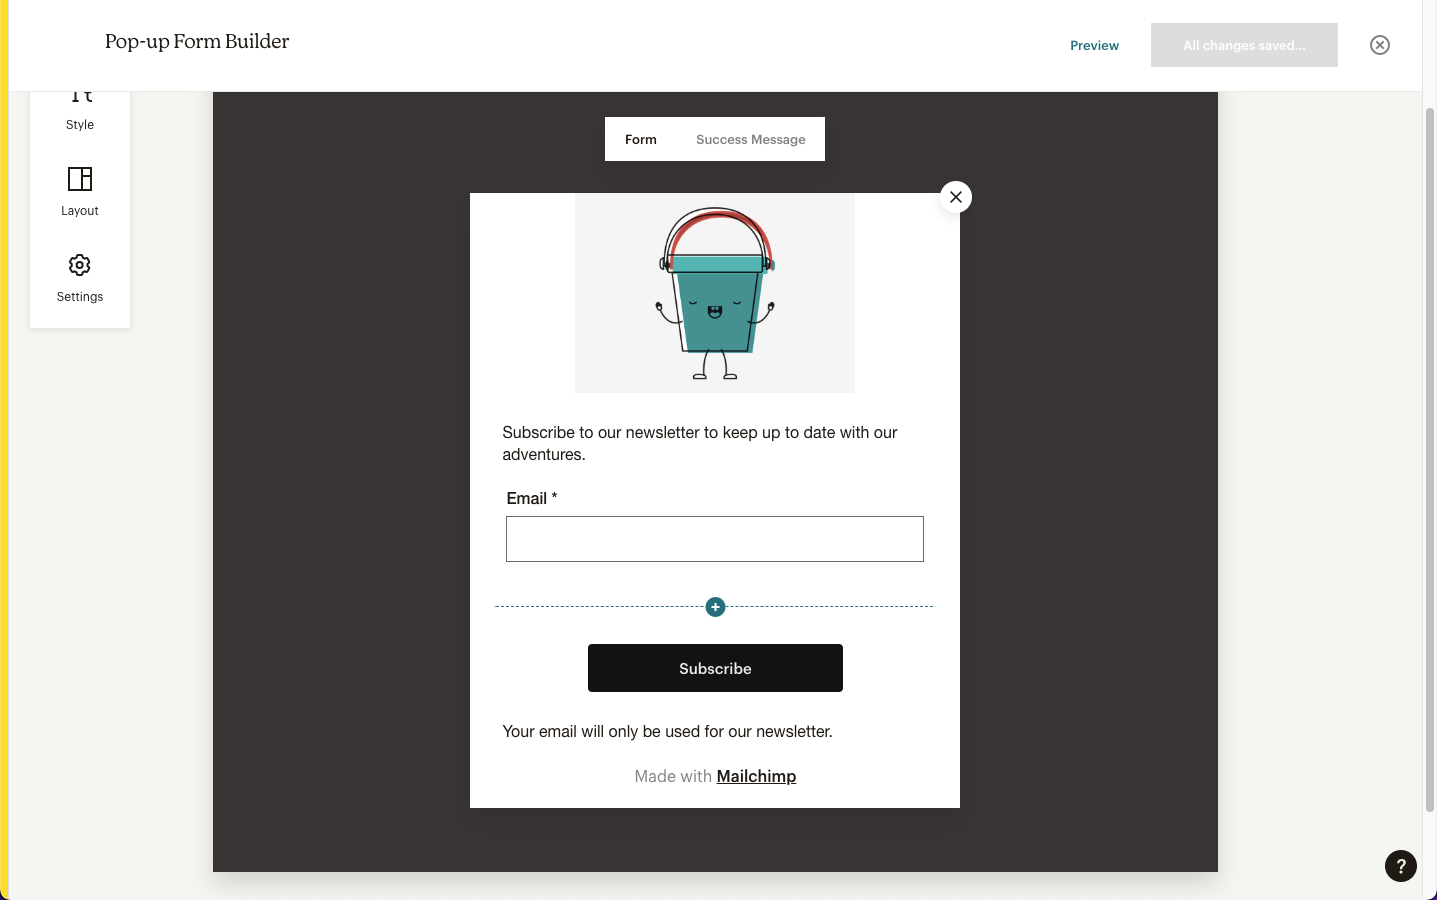 Pop-up Form Builder
Preview
All changes saved...
Style
Layout
Settings
Form
Success Message
Subscribe to our newsletter to keep up to date with our
adventures.
Email *
Subscribe
Your email will only be used for our newsletter.
Made with Mailchimp
?